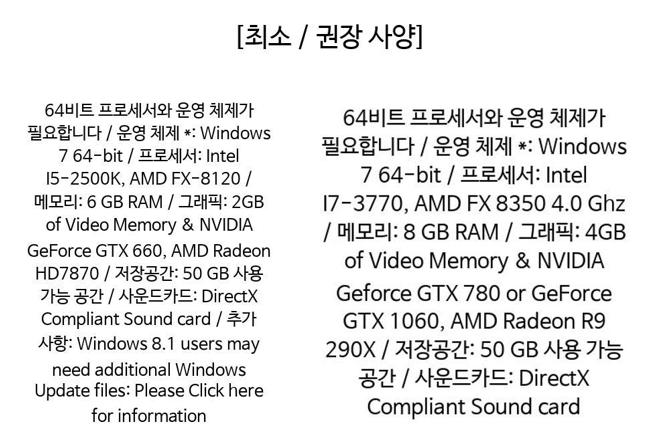 [최소 / 권장 사양]
64비트 프로세서와 운영 체제가
필요합니다 / 운영 체제 *: Windows
7 64-bit / 프로세서: Intel
I5-2500K, AMD FX-8120 /
메모리: 6 GB RAM / 그래픽: 2GB
of Video Memory & NVIDIA
GeForce GTX 660, AMD Radeon
HD7870 / 저장공간: 50 GB 사용
가능 공간 / 사운드카드: DirectX
Compliant Sound card / 추가
사항: Windows 8.1 users may
need additional Windows
Update files: Please Click here
for information
64비트 프로세서와 운영 체제가
필요합니다 / 운영 체제 *: Windows
7 64-bit / 프로세서: Intel
I7-3770, AMD FX 8350 4.0 Ghz
/ 메모리: 8 GB RAM / 그래픽: 4GB
of Video Memory & NVIDIA
Geforce GTX 780 or GeForce
GTX 1060, AMD Radeon R9
290X / 저장공간: 50 GB 사용 가능
공간 / 사운드카드: DirectX
Compliant Sound card